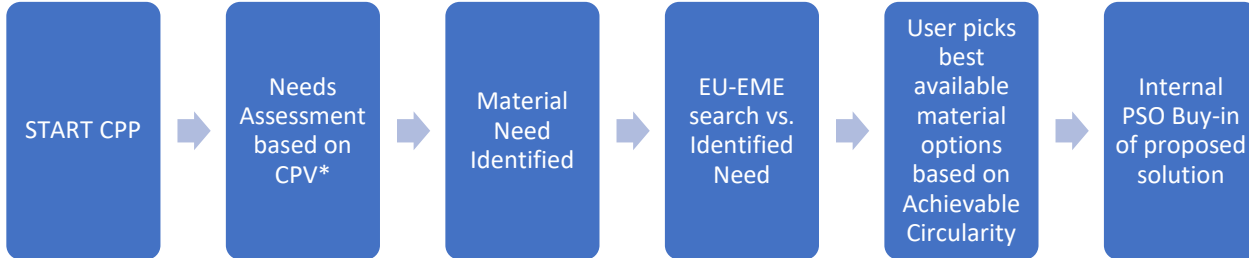 START CPP
Needs
Assessment
based on
CPV*
Material
Need
Identified
EU-EME
search vs.
Identified
Need
User picks
best
available
material
options
based on
Achievable
Circularity
Internal
PSO Buy-in
of proposed
solution